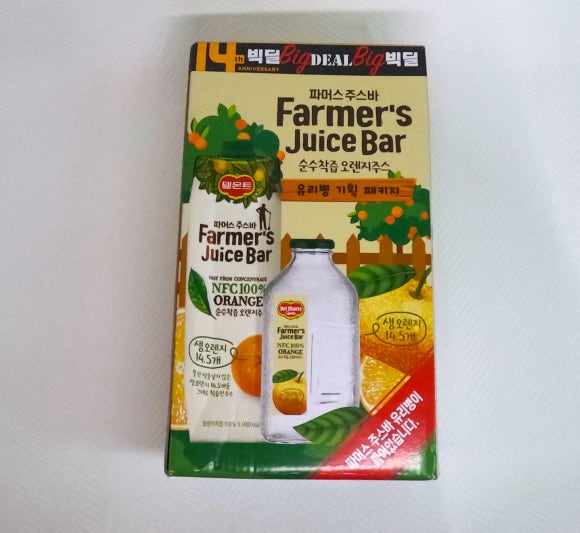 14th ANNIVERSARY 빅딜 Big DEAL Big 빅딜
파머스 주스바
Farmer's
Juice Bar
순수착즙 오렌지주스
유리병 기획 패키지
델몬트
파머스 주스바
Farmer's
Juice Bar
NOT FROM CONCENTRATE
NFC100%
ORANGE
순수착즙 오렌지주
생오렌지
14.5개
Del Monte
Farmer's
Juice Bar
NFC100%
ORANGE
생오렌지
14.5개
파머스 주스바 유리병이
들어있습니다.